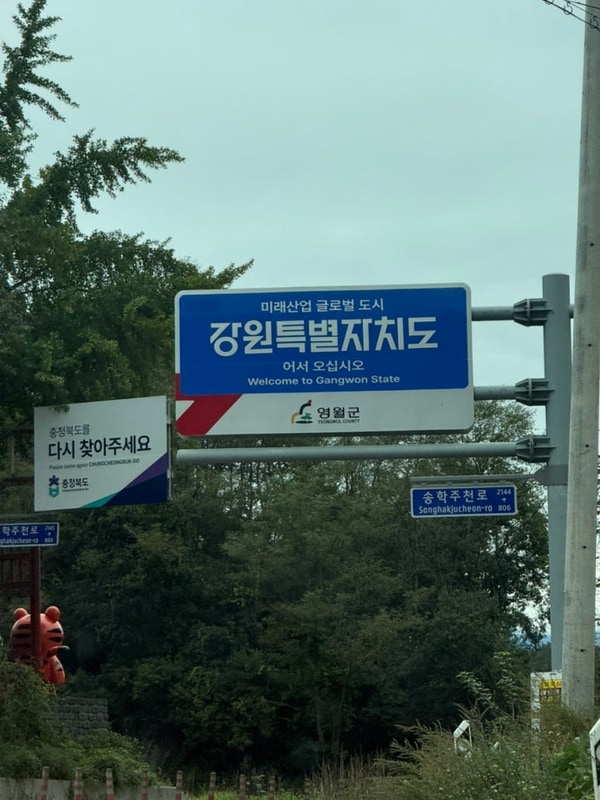 미래산업 글로벌 도시
강원특별자치도
어서 오십시오
Welcome to Gangwon State
영월군
YEONGWOL COUNTY
충청북도를
다시 찾아주세요
Please come again CHUNGCHEONGBUK-DO
충청북도
송학주천로 2144
Songhakjucheon-ro 806
학주천로